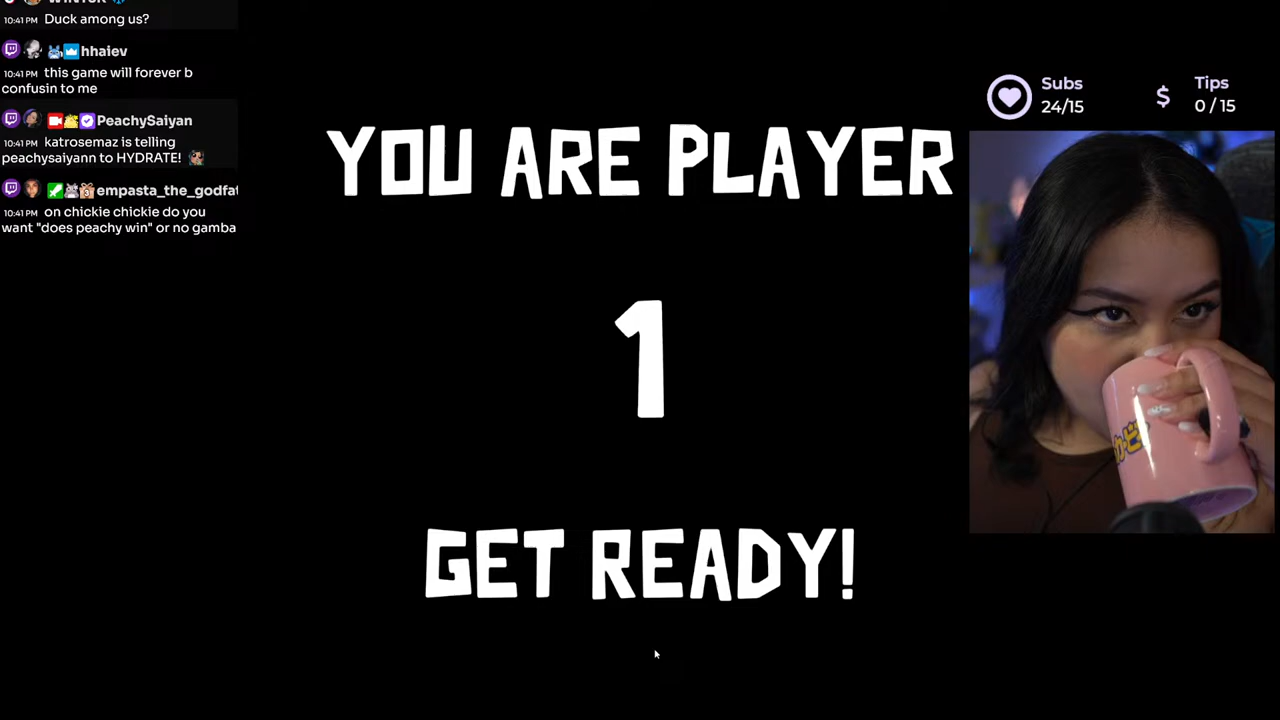 10:41 PM Duck among us?
hhaiev
10:41 PM this game will forever b
confusin to me
PeachySaiyan
10:41 PM katrosemaz is telling
peachysaiyann to HYDRATE!
empasta_the_godfat
10:41 PM on chickie chickie do you
want "does peachy win" or no gamba
YOU ARE PLAYER
1
GET READY!
Subs
24/15
$
Tips
0 / 15